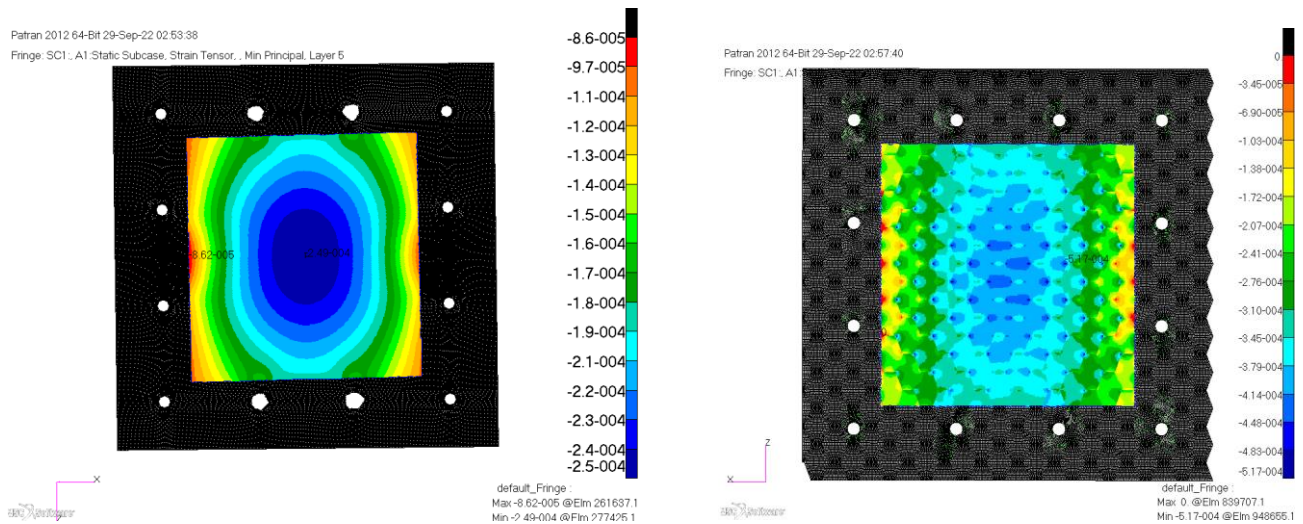 Patran 2012 64-Bit 29-Sep-22 02:53:38
Fringe: SC1:, A1:Static Subcase, Strain Tensor, , Min Principal, Layer 5
-8.6-005
-9.7-005
-1.1-004
-1.2-004
-1.3-004
-1.4-004
-1.5-004
-1.6-004
-1.7-004
-1.8-004
-1.9-004
-2.1-004
-2.2-004
-2.3-004
-2.4-004
-2.5-004
-8.62-005
-2.49-004
X
default_Fringe :
Max -8.62-005 @Elm 261637.1
Min -2.49-004 @Elm 277425.1
Patran 2012 64-Bit 29-Sep-22 02:57:40
Fringe: SC1:, A1:
0.
-3.45-005
-6.90-005
-1.03-004
-1.38-004
-1.72-004
-2.07-004
-2.41-004
-2.76-004
-3.10-004
-3.45-004
-3.79-004
-4.14-004
-4.48-004
-4.83-004
-5.17-004
-5.17-004
Z
X
default_Fringe :
Max 0. @Elm 839707.1
Min -5.17-004 @Elm 948655.1